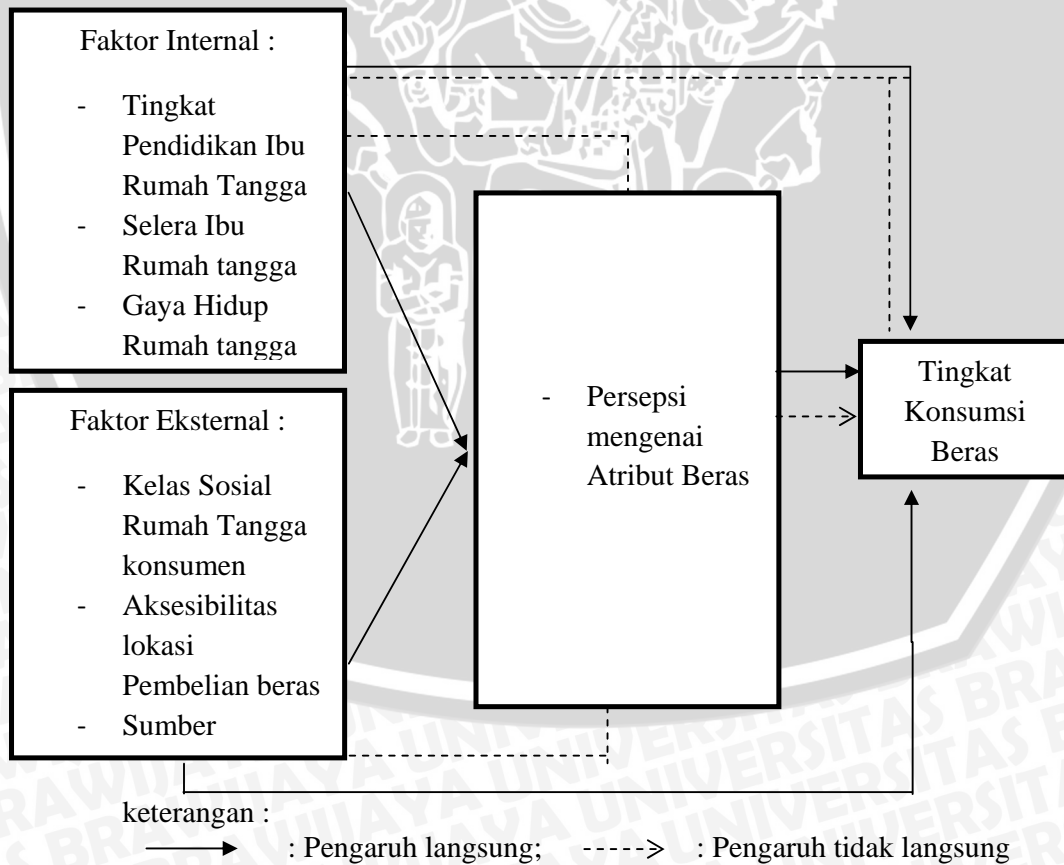 Faktor Internal :
- Tingkat
Pendidikan Ibu
Rumah Tangga
- Selera Ibu
Rumah tangga
- Gaya Hidup
Rumah tangga
Faktor Eksternal :
- Kelas Sosial
Rumah Tangga
konsumen
- Aksesibilitas
lokasi
Pembelian beras
- Sumber
- Persepsi
mengenai
Atribut Beras
Tingkat
Konsumsi
Beras
keterangan :
: Pengaruh langsung; : Pengaruh tidak langsung